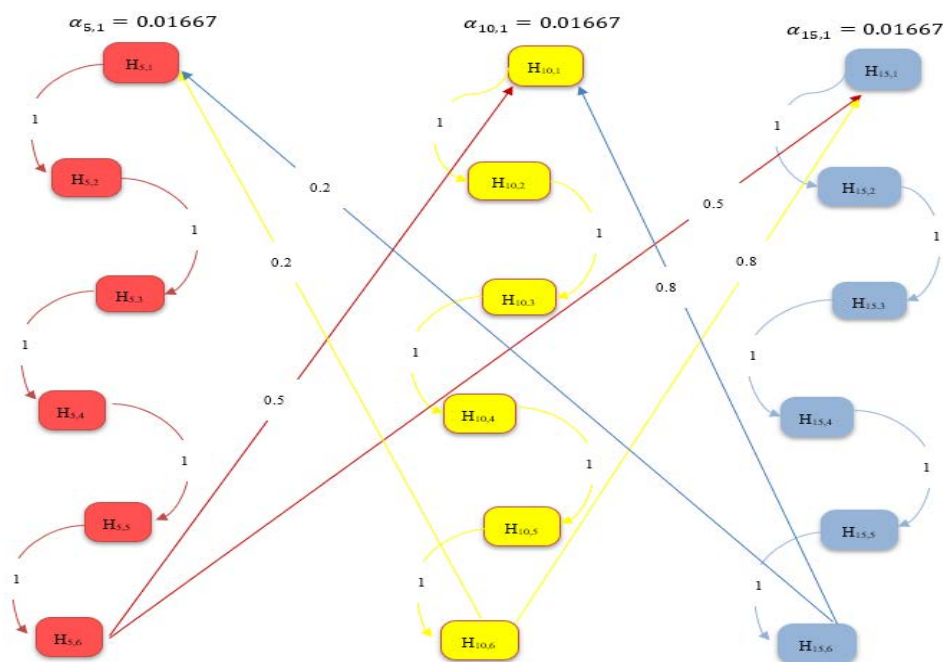 α₅,₁ = 0.01667
α₁₀,₁ = 0.01667
α₁₅,₁ = 0.01667
H₅,₁
H₁₀,₁
H₁₅,₁
1
1
1
H₅,₂
H₁₀,₂
H₁₅,₂
0.2
0.5
1
1
1
0.2
0.8
0.8
H₅,₃
H₁₀,₃
H₁₅,₃
1
1
1
H₅,₄
H₁₀,₄
H₁₅,₄
0.5
1
1
1
H₅,₅
H₁₀,₅
H₁₅,₅
1
1
1
H₅,₆
H₁₀,₆
H₁₅,₆